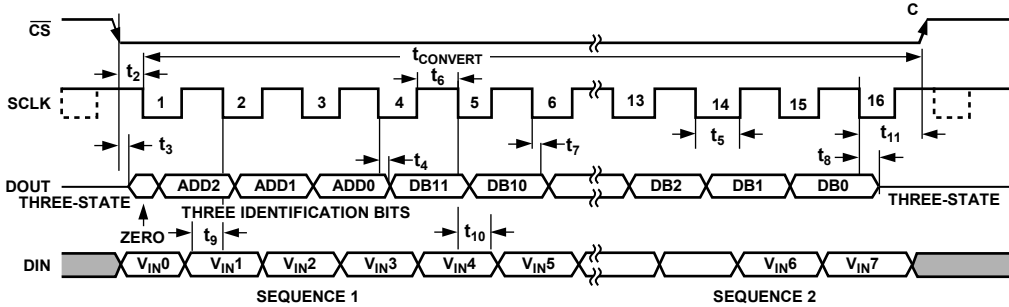 CS C
tCONVERT
t2 t6
SCLK 1 2 3 4 5 6 13 14 15 16
t3 t4 t7 t5 t8 t11
DOUT ADD2 ADD1 ADD0 DB11 DB10 DB2 DB1 DB0
THREE-STATE THREE IDENTIFICATION BITS THREE-STATE
ZERO t9 t10
DIN VIN0 VIN1 VIN2 VIN3 VIN4 VIN5 VIN6 VIN7
SEQUENCE 1 SEQUENCE 2